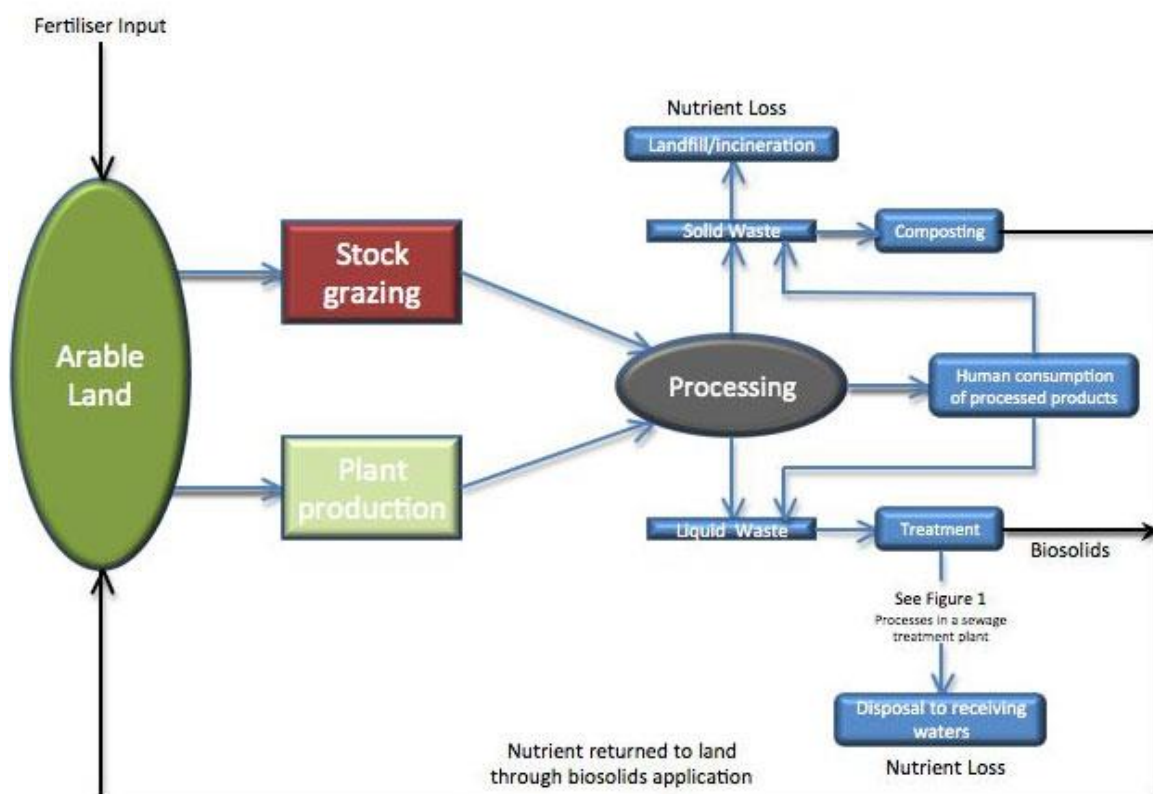 Fertiliser Input
Nutrient Loss
Landfill/incineration
Solid Waste
Composting
Stock
grazing
Arable
Land
Processing
Human consumption
of processed products
Plant
production
Liquid Waste
Treatment
Biosolids
See Figure 1
Processes in a sewage
treatment plant
Disposal to receiving
waters
Nutrient Loss
Nutrient returned to land
through biosolids application